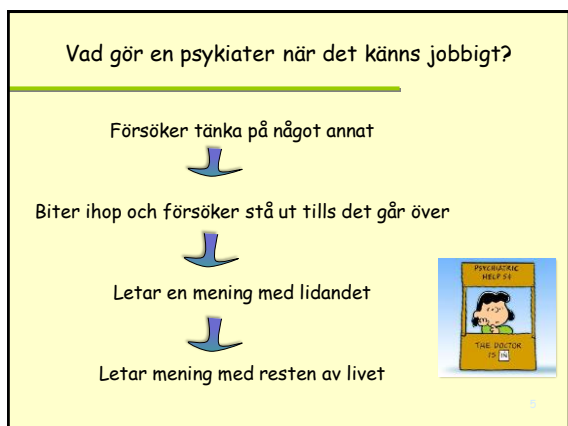 Vad gör en psykiater när det känns jobbigt?
Försöker tänka på något annat
Biter ihop och försöker stå ut tills det går över
Letar en mening med lidandet
PSYCHIATRIC
HELP 5¢
THE DOCTOR
IS IN
Letar mening med resten av livet
5